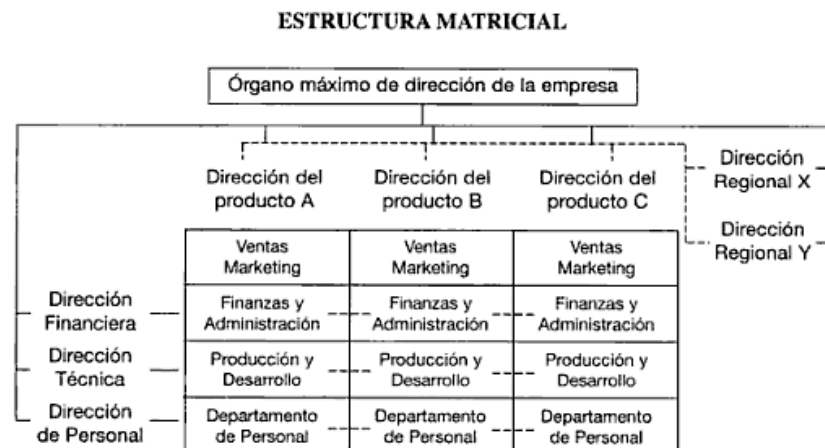 ESTRUCTURA MATRICIAL
Órgano máximo de dirección de la empresa
Dirección del
producto A
Dirección del
producto B
Dirección del
producto C
Dirección
Regional X
Dirección
Regional Y
Ventas
Marketing
Ventas
Marketing
Ventas
Marketing
Dirección
Financiera
Finanzas y
Administración
Finanzas y
Administración
Finanzas y
Administración
Dirección
Técnica
Producción y
Desarrollo
Producción y
Desarrollo
Producción y
Desarrollo
Dirección
de Personal
Departamento
de Personal
Departamento
de Personal
Departamento
de Personal